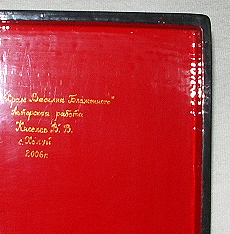 "Храм Василия Блаженного"
Авторская работа
Киселев В. В.
с. Холуй
2006г.